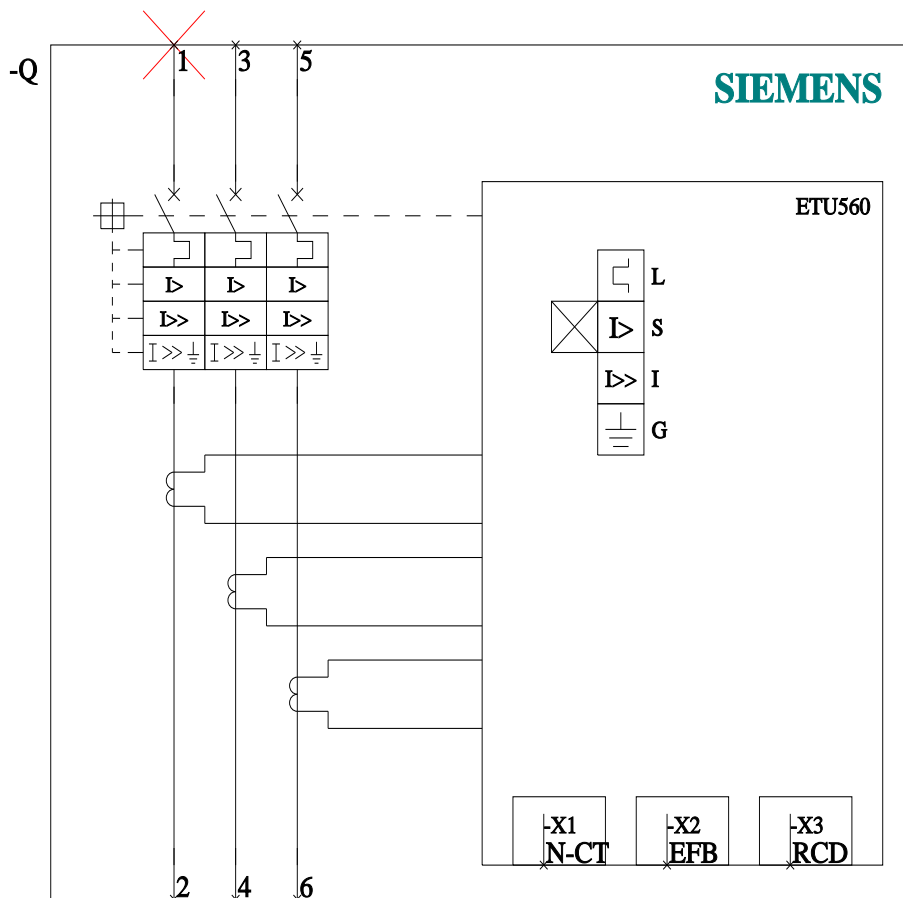 1 3 5
-Q
SIEMENS
ETU560
L
I> I> I> I> S
I>> I>> I>> I>> I
I >> I >> I >>
G
-X1 -X2 -X3
N-CT EFB RCD
2 4 6